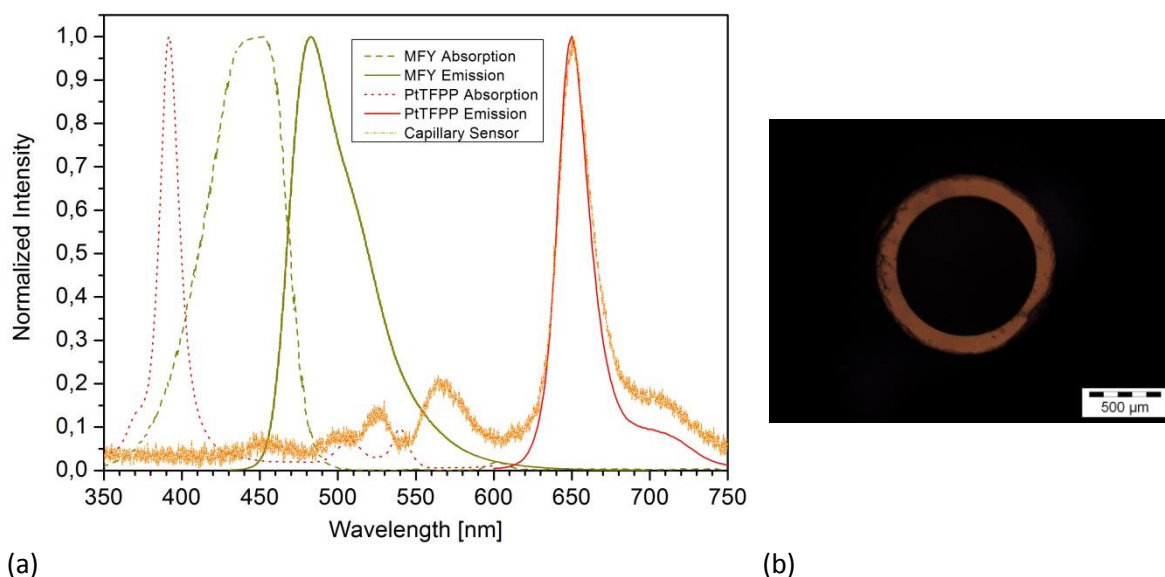 1,0
0,9
0,8
0,7
0,6
0,5
0,4
0,3
0,2
0,1
0,0
Normalized Intensity
MFY Absorption
MFY Emission
PtTFPP Absorption
PtTFPP Emission
Capillary Sensor
350 400 450 500 550 600 650 700 750
Wavelength [nm]
500 µm
(a)
(b)